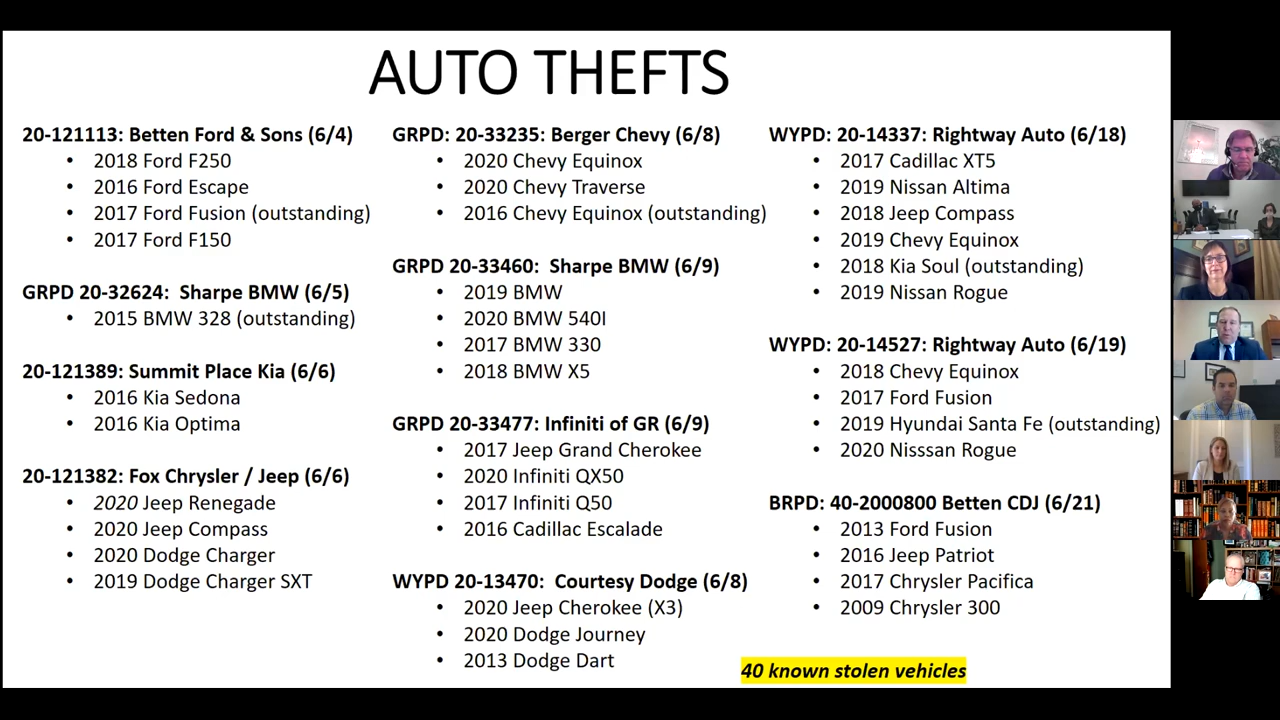 AUTO THEFTS
20-121113: Betten Ford & Sons (6/4)
• 2018 Ford F250
• 2016 Ford Escape
• 2017 Ford Fusion (outstanding)
• 2017 Ford F150
GRPD 20-32624: Sharpe BMW (6/5)
• 2015 BMW 328 (outstanding)
20-121389: Summit Place Kia (6/6)
• 2016 Kia Sedona
• 2016 Kia Optima
20-121382: Fox Chrysler / Jeep (6/6)
• 2020 Jeep Renegade
• 2020 Jeep Compass
• 2020 Dodge Charger
• 2019 Dodge Charger SXT
GRPD: 20-33235: Berger Chevy (6/8)
• 2020 Chevy Equinox
• 2020 Chevy Traverse
• 2016 Chevy Equinox (outstanding)
GRPD 20-33460: Sharpe BMW (6/9)
• 2019 BMW
• 2020 BMW 540I
• 2017 BMW 330
• 2018 BMW X5
GRPD 20-33477: Infiniti of GR (6/9)
• 2017 Jeep Grand Cherokee
• 2020 Infiniti QX50
• 2017 Infiniti Q50
• 2016 Cadillac Escalade
WYPD 20-13470: Courtesy Dodge (6/8)
• 2020 Jeep Cherokee (X3)
• 2020 Dodge Journey
• 2013 Dodge Dart
WYPD: 20-14337: Rightway Auto (6/18)
• 2017 Cadillac XT5
• 2019 Nissan Altima
• 2018 Jeep Compass
• 2019 Chevy Equinox
• 2018 Kia Soul (outstanding)
• 2019 Nissan Rogue
WYPD: 20-14527: Rightway Auto (6/19)
• 2018 Chevy Equinox
• 2017 Ford Fusion
• 2019 Hyundai Santa Fe (outstanding)
• 2020 Nisssan Rogue
BRPD: 40-2000800 Betten CDJ (6/21)
• 2013 Ford Fusion
• 2016 Jeep Patriot
• 2017 Chrysler Pacifica
• 2009 Chrysler 300
40 known stolen vehicles